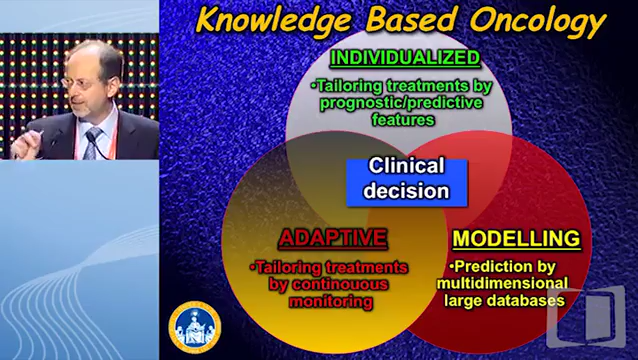 Knowledge Based Oncology
INDIVIDUALIZED
•Tailoring treatments by
prognostic/predictive
features
Clinical
decision
ADAPTIVE
•Tailoring treatments
by continouous
monitoring
MODELLING
•Prediction by
multidimensional
large databases